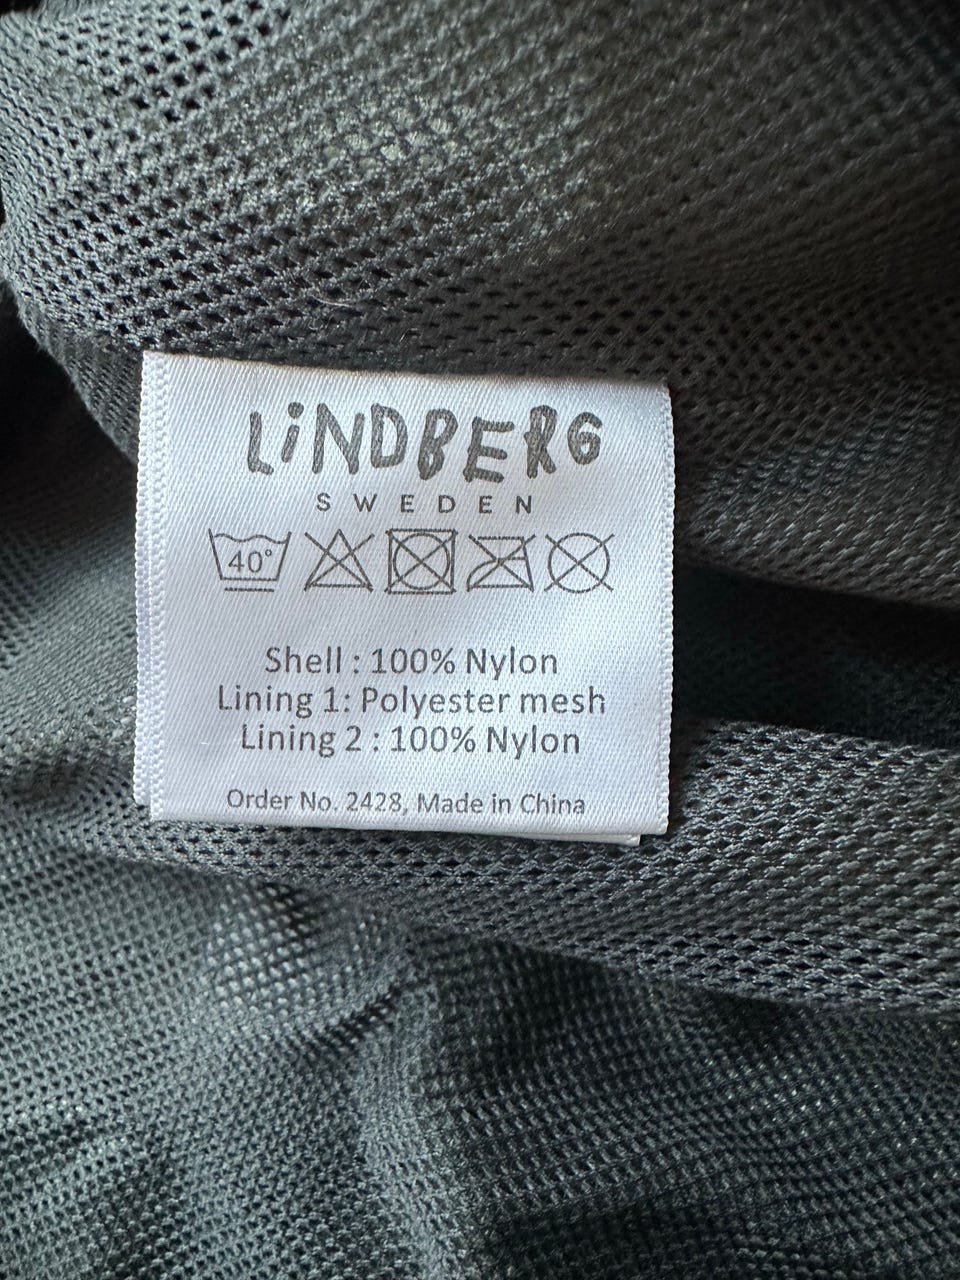 LiNDBERG
SWEDEN
40°
Shell : 100% Nylon
Lining 1: Polyester mesh
Lining 2 : 100% Nylon
Order No. 2428, Made in China